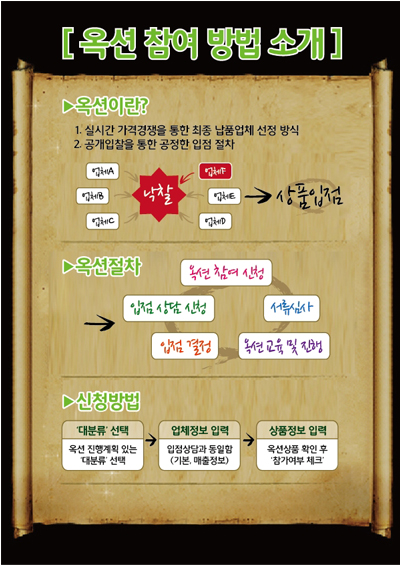 [ 옥션 참여 방법 소개 ]
▷옥션이란?
1. 실시간 가격경쟁을 통한 최종 납품업체 선정 방식
2. 공개입찰을 통한 공정한 입점 절차
업체A
업체F
업체B
낙찰
업체E
상품입점
업체C
업체D
▷옥션절차
옥션 참여 신청
입점 상담 신청
서류심사
입점 결정
옥션 교육 및 진행
▷신청방법
'대분류' 선택
옥션 진행계획 있는
'대분류' 선택
업체정보 입력
입점상담과 동일함
(기본, 매출정보)
상품정보 입력
옥션상품 확인 후
'참가여부 체크'